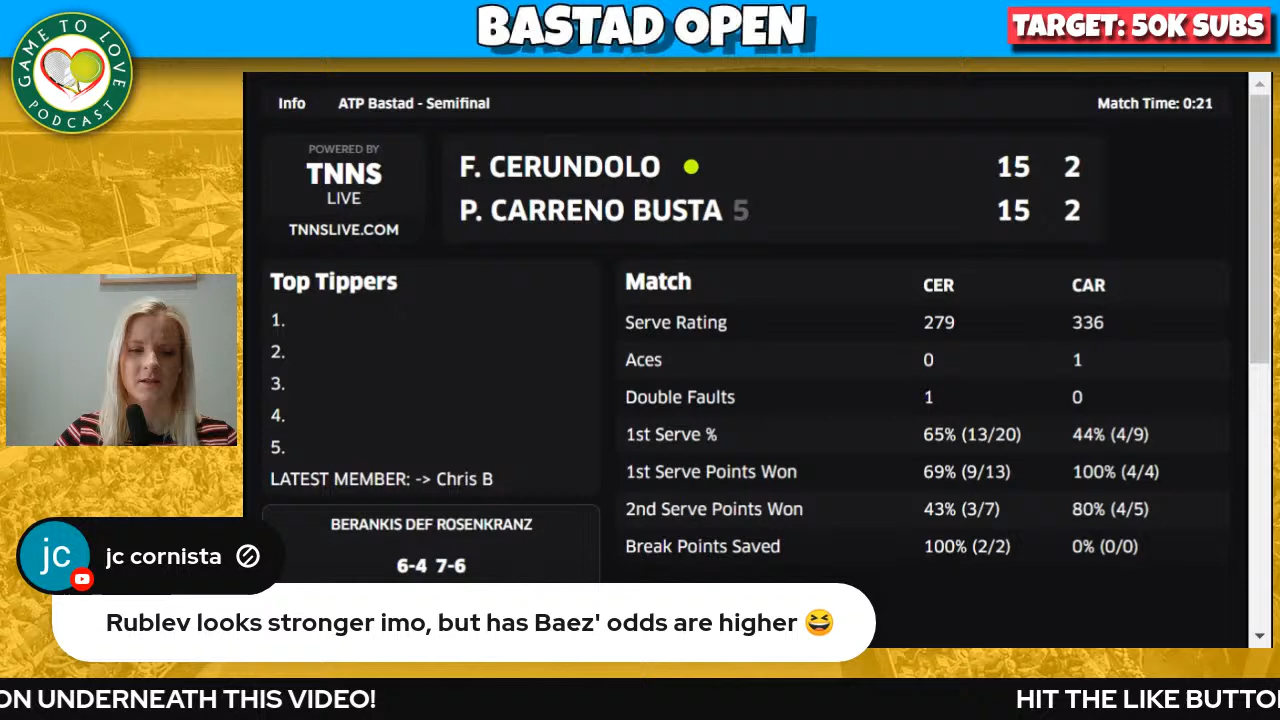 BASTAD OPEN
TARGET: 50K SUBS
GAME TO LOVE
PODCAST
Info ATP Bastad - Semifinal Match Time: 0:21
POWERED BY
TNNS
LIVE
TNNSLIVE.COM
F. CERUNDOLO 15 2
P. CARRENO BUSTA 5 15 2
Top Tippers
1.
2.
3.
4.
5.
LATEST MEMBER: -> Chris B
BERANKIS DEF ROSENKRANZ
6-4 7-6
Match CER CAR
Serve Rating 279 336
Aces 0 1
Double Faults 1 0
1st Serve % 65% (13/20) 44% (4/9)
1st Serve Points Won 69% (9/13) 100% (4/4)
2nd Serve Points Won 43% (3/7) 80% (4/5)
Break Points Saved 100% (2/2) 0% (0/0)
jc
jc cornista
Rublev looks stronger imo, but has Baez' odds are higher 😆
ON UNDERNEATH THIS VIDEO! HIT THE LIKE BUTTO